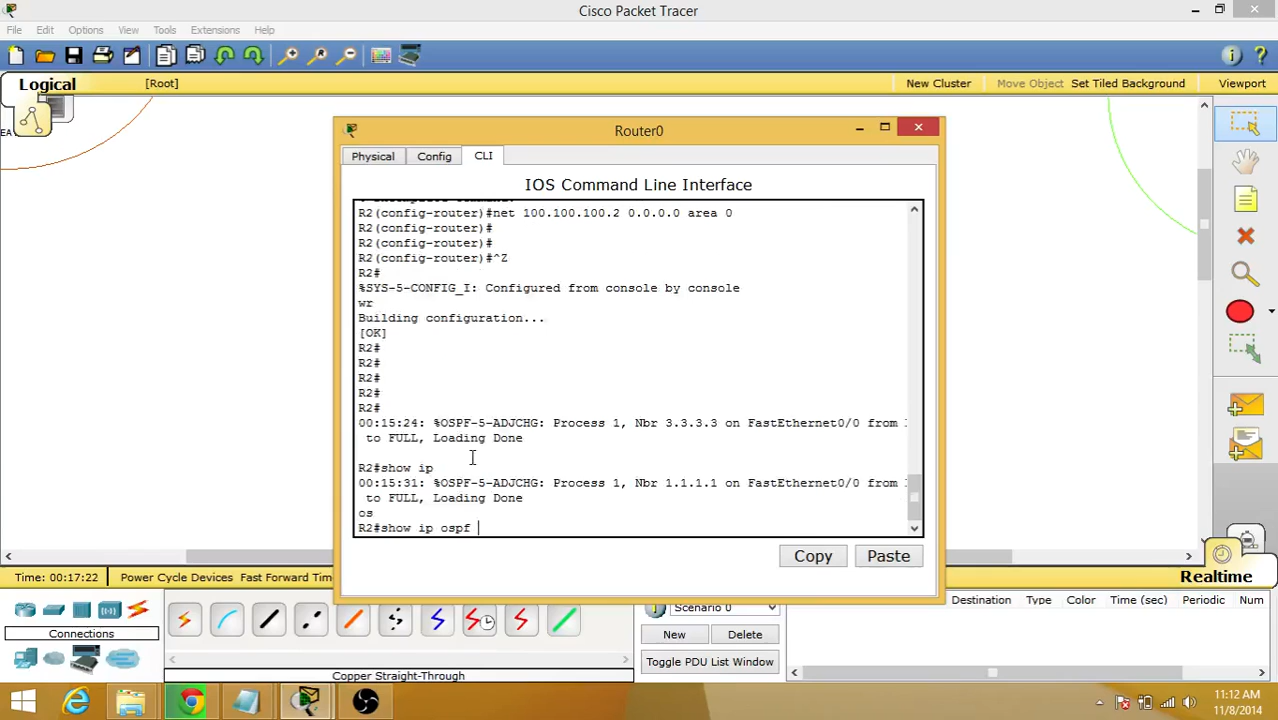 Cisco Packet Tracer
File Edit Options View Tools Extensions Help
Logical [Root] New Cluster Move Object Set Tiled Background Viewport
EA
Router0
Physical Config CLI
IOS Command Line Interface
R2(config-router)#net 100.100.100.2 0.0.0.0 area 0
R2(config-router)#
R2(config-router)#
R2(config-router)#^Z
R2#
%SYS-5-CONFIG_I: Configured from console by console
wr
Building configuration...
[OK]
R2#
R2#
R2#
R2#
R2#
00:15:24: %OSPF-5-ADJCHG: Process 1, Nbr 3.3.3.3 on FastEthernet0/0 from
to FULL, Loading Done
R2#show ip
00:15:31: %OSPF-5-ADJCHG: Process 1, Nbr 1.1.1.1 on FastEthernet0/0 from
to FULL, Loading Done
os
R2#show ip ospf
Copy Paste
Time: 00:17:22 Power Cycle Devices Fast Forward Tim
Realtime
Connections
Copper Straight-Through
Scenario 0
New Delete
Toggle PDU List Window
Destination Type Color Time (sec) Periodic Num
11:12 AM
11/8/2014